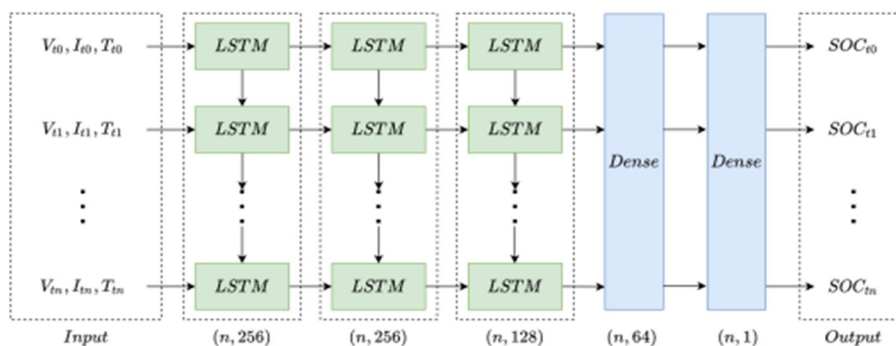 V_{t0}, I_{t0}, T_{t0} LSTM LSTM LSTM SOC_{t0}
V_{t1}, I_{t1}, T_{t1} LSTM LSTM LSTM SOC_{t1}
Dense Dense
V_{tn}, I_{tn}, T_{tn} LSTM LSTM LSTM SOC_{tn}
Input (n, 256) (n, 256) (n, 128) (n, 64) (n, 1) Output